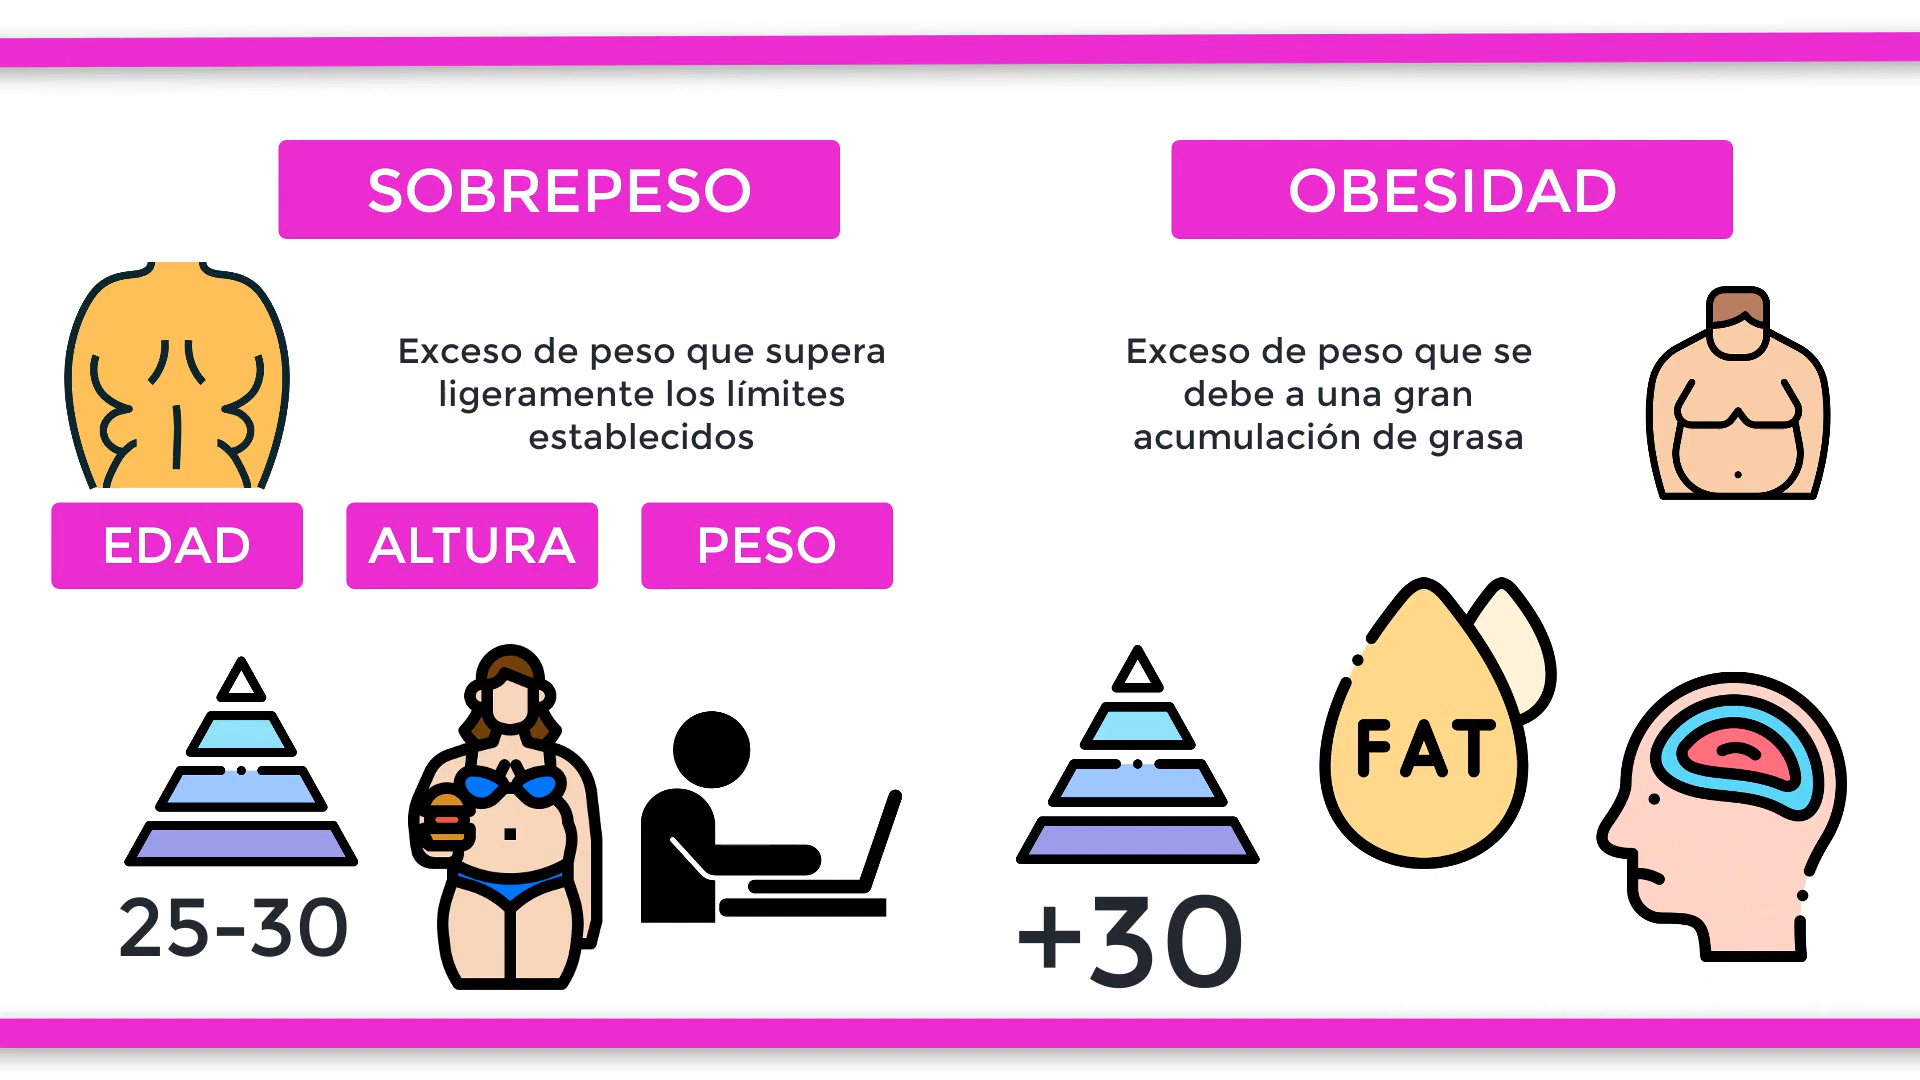 SOBREPESO
Exceso de peso que supera
ligeramente los límites
establecidos
EDAD
ALTURA
PESO
25-30
OBESIDAD
Exceso de peso que se
debe a una gran
acumulación de grasa
+30
FAT